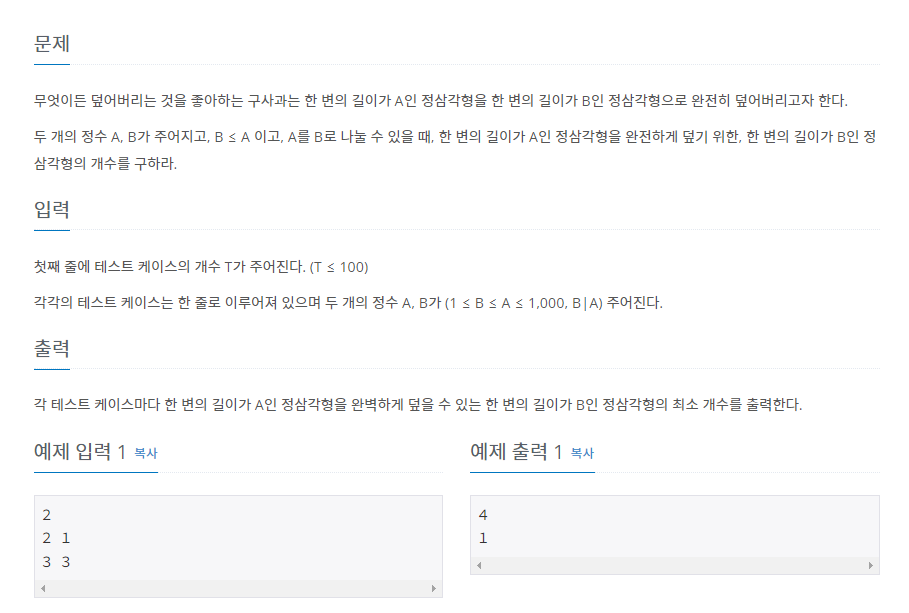 문제
무엇이든 덮어버리는 것을 좋아하는 구사과는 한 변의 길이가 A인 정삼각형을 한 변의 길이가 B인 정삼각형으로 완전히 덮어버리고자 한다.
두 개의 정수 A, B가 주어지고, B ≤ A 이고, A를 B로 나눌 수 있을 때, 한 변의 길이가 A인 정삼각형을 완전하게 덮기 위한, 한 변의 길이가 B인 정
삼각형의 개수를 구하라.
입력
첫째 줄에 테스트 케이스의 개수 T가 주어진다. (T ≤ 100)
각각의 테스트 케이스는 한 줄로 이루어져 있으며 두 개의 정수 A, B가 (1 ≤ B ≤ A ≤ 1,000, B|A) 주어진다.
출력
각 테스트 케이스마다 한 변의 길이가 A인 정삼각형을 완벽하게 덮을 수 있는 한 변의 길이가 B인 정삼각형의 최소 개수를 출력한다.
예제 입력 1 복사
2
2 1
3 3
예제 출력 1 복사
4
1